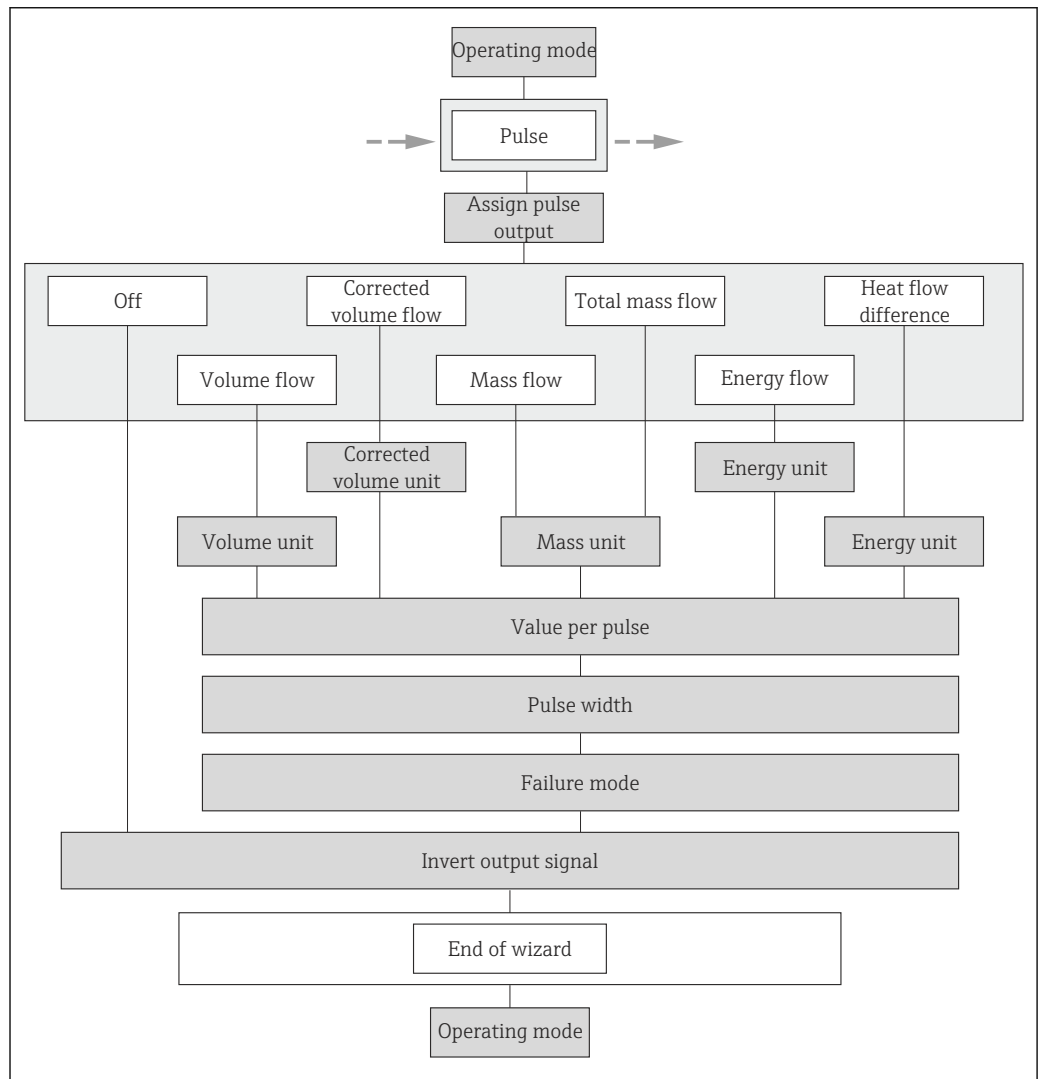 Operating mode
Pulse
Assign pulse
output
Off
Corrected
volume flow
Total mass flow
Heat flow
difference
Volume flow
Mass flow
Energy flow
Corrected
volume unit
Energy unit
Volume unit
Mass unit
Energy unit
Value per pulse
Pulse width
Failure mode
Invert output signal
End of wizard
Operating mode